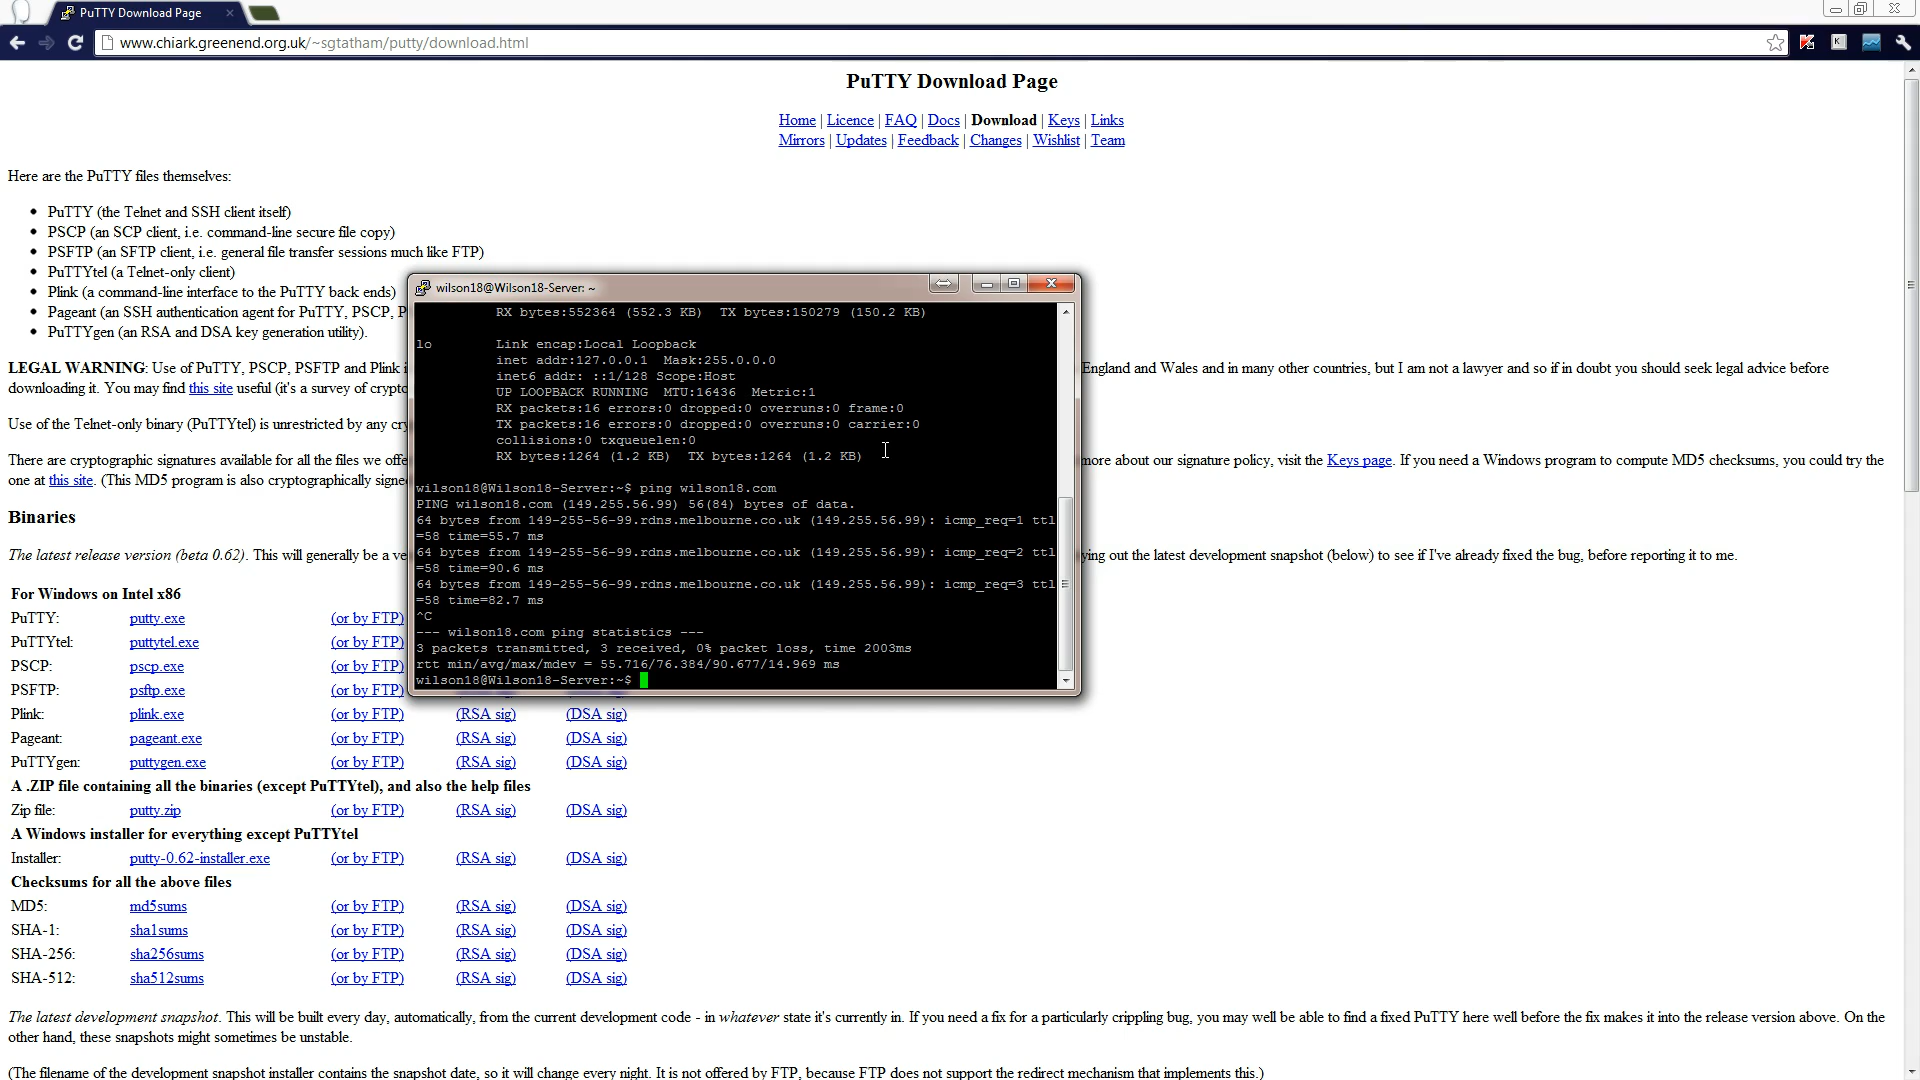 PuTTY Download Page
www.chiark.greenend.org.uk/~sgtatham/putty/download.html
PuTTY Download Page
Home | Licence | FAQ | Docs | Download | Keys | Links
Mirrors | Updates | Feedback | Changes | Wishlist | Team
Here are the PuTTY files themselves:
• PuTTY (the Telnet and SSH client itself)
• PSCP (an SCP client, i.e. command-line secure file copy)
• PSFTP (an SFTP client, i.e. general file transfer sessions much like FTP)
• PuTTYtel (a Telnet-only client)
• Plink (a command-line interface to the PuTTY back ends)
• Pageant (an SSH authentication agent for PuTTY, PSCP, P
• PuTTYgen (an RSA and DSA key generation utility).
LEGAL WARNING: Use of PuTTY, PSCP, PSFTP and Plink i England and Wales and in many other countries, but I am not a lawyer and so if in doubt you should seek legal advice before
downloading it. You may find this site useful (it's a survey of crypto
Use of the Telnet-only binary (PuTTYtel) is unrestricted by any cry
There are cryptographic signatures available for all the files we offe more about our signature policy, visit the Keys page. If you need a Windows program to compute MD5 checksums, you could try the
one at this site. (This MD5 program is also cryptographically signe
Binaries
The latest release version (beta 0.62). This will generally be a ve ying out the latest development snapshot (below) to see if I've already fixed the bug, before reporting it to me.
wilson18@Wilson18-Server: ~
RX bytes:552364 (552.3 KB)  TX bytes:150279 (150.2 KB)
lo Link encap:Local Loopback
inet addr:127.0.0.1  Mask:255.0.0.0
inet6 addr: ::1/128 Scope:Host
UP LOOPBACK RUNNING  MTU:16436  Metric:1
RX packets:16 errors:0 dropped:0 overruns:0 frame:0
TX packets:16 errors:0 dropped:0 overruns:0 carrier:0
collisions:0 txqueuelen:0
RX bytes:1264 (1.2 KB)  TX bytes:1264 (1.2 KB)
wilson18@Wilson18-Server:~$ ping wilson18.com
PING wilson18.com (149.255.56.99) 56(84) bytes of data.
64 bytes from 149-255-56-99.rdns.melbourne.co.uk (149.255.56.99): icmp_req=1 ttl
=58 time=55.7 ms
64 bytes from 149-255-56-99.rdns.melbourne.co.uk (149.255.56.99): icmp_req=2 ttl
=58 time=90.6 ms
64 bytes from 149-255-56-99.rdns.melbourne.co.uk (149.255.56.99): icmp_req=3 ttl
=58 time=82.7 ms
^C
--- wilson18.com ping statistics ---
3 packets transmitted, 3 received, 0% packet loss, time 2003ms
rtt min/avg/max/mdev = 55.716/76.384/90.677/14.969 ms
wilson18@Wilson18-Server:~$
For Windows on Intel x86
PuTTY: putty.exe (or by FTP)
PuTTYtel: puttytel.exe (or by FTP)
PSCP: pscp.exe (or by FTP)
PSFTP: psftp.exe (or by FTP)
Plink: plink.exe (or by FTP) (RSA sig) (DSA sig)
Pageant: pageant.exe (or by FTP) (RSA sig) (DSA sig)
PuTTYgen: puttygen.exe (or by FTP) (RSA sig) (DSA sig)
A .ZIP file containing all the binaries (except PuTTYtel), and also the help files
Zip file: putty.zip (or by FTP) (RSA sig) (DSA sig)
A Windows installer for everything except PuTTYtel
Installer: putty-0.62-installer.exe (or by FTP) (RSA sig) (DSA sig)
Checksums for all the above files
MD5: md5sums (or by FTP) (RSA sig) (DSA sig)
SHA-1: sha1sums (or by FTP) (RSA sig) (DSA sig)
SHA-256: sha256sums (or by FTP) (RSA sig) (DSA sig)
SHA-512: sha512sums (or by FTP) (RSA sig) (DSA sig)
The latest development snapshot. This will be built every day, automatically, from the current development code - in whatever state it's currently in. If you need a fix for a particularly crippling bug, you may well be able to find a fixed PuTTY here well before the fix makes it into the release version above. On the
other hand, these snapshots might sometimes be unstable.
(The filename of the development snapshot installer contains the snapshot date, so it will change every night. It is not offered by FTP, because FTP does not support the redirect mechanism that implements this.)